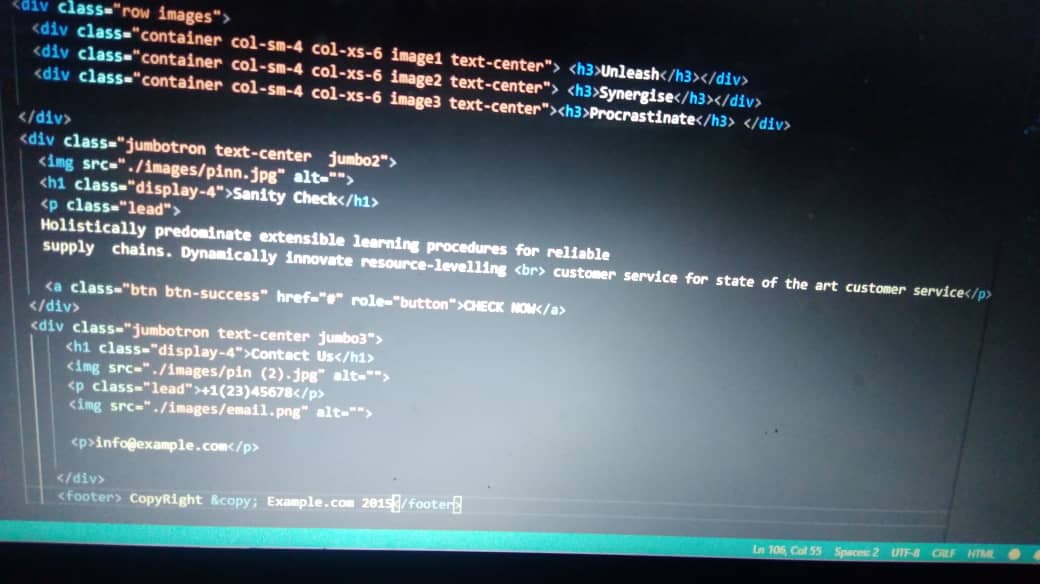 <div class="row images">
<div class="container col-sm-4 col-xs-6 image1 text-center"> <h3>Unleash</h3></div>
<div class="container col-sm-4 col-xs-6 image2 text-center"> <h3>Synergise</h3></div>
<div class="container col-sm-4 col-xs-6 image3 text-center"><h3>Procrastinate</h3> </div>
</div>
<div class="jumbotron text-center  jumbo2">
<img src="./images/pinn.jpg" alt="">
<h1 class="display-4">Sanity Check</h1>
<p class="lead">
Holistically predominate extensible learning procedures for reliable
supply  chains. Dynamically innovate resource-levelling <br> customer service for state of the art customer service</p>
<a class="btn btn-success" href="#" role="button">CHECK NOW</a>
</div>
<div class="jumbotron text-center jumbo3">
<h1 class="display-4">Contact Us</h1>
<img src="./images/pin (2).jpg" alt="">
<p class="lead">+1(23)45678</p>
<img src="./images/email.png" alt="">
<p>info@example.com</p>
</div>
<footer> CopyRight &copy; Example.com 2015</footer>
Ln 106, Col 55 Spaces: 2 UTF-8 CRLF HTML